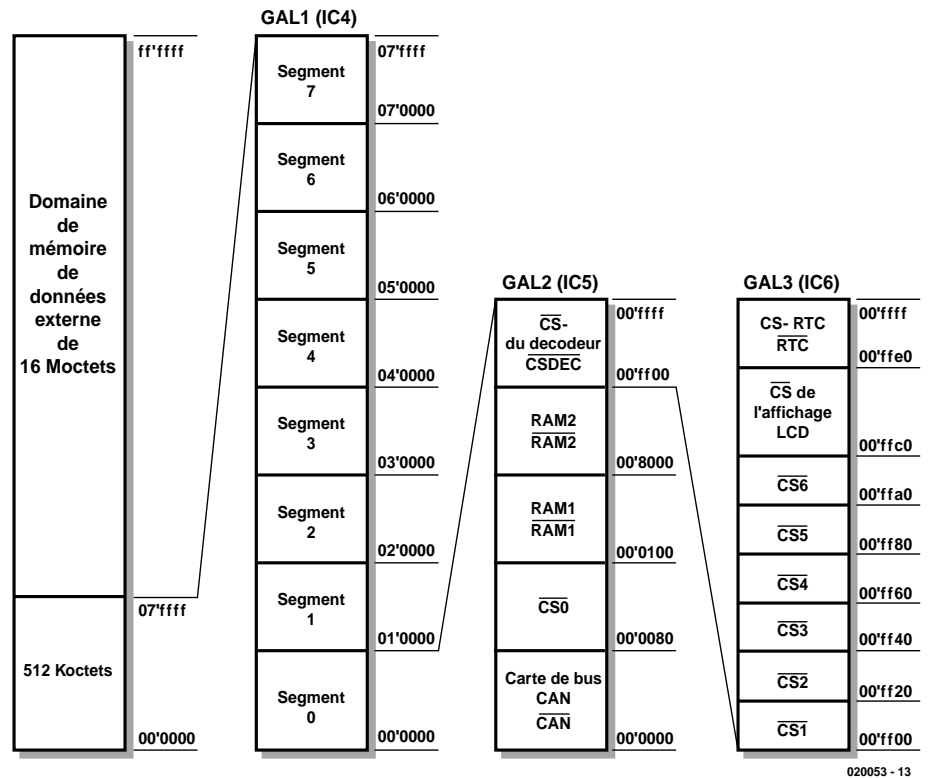 GAL1 (IC4)
ff'ffff
07'ffff
Segment
7
07'0000
Segment
6
06'0000
Domaine
de
mémoire
de
données
externe
de
16 Moctets
Segment
5
05'0000
Segment
4
04'0000
Segment
3
03'0000
Segment
2
02'0000
07'ffff
Segment
1
01'0000
512 Koctets
Segment
0
00'0000
00'0000
GAL2 (IC5)
CS-
du decodeur
CSDEC
00'ffff
00'ff00
RAM2
RAM2
00'8000
RAM1
RAM1
00'0100
CS0
00'0080
Carte de bus
CAN
CAN
00'0000
GAL3 (IC6)
CS- RTC
RTC
00'ffff
00'ffe0
CS de
l'affichage
LCD
00'ffc0
CS6
00'ffa0
CS5
00'ff80
CS4
00'ff60
CS3
00'ff40
CS2
00'ff20
CS1
00'ff00
020053 - 13